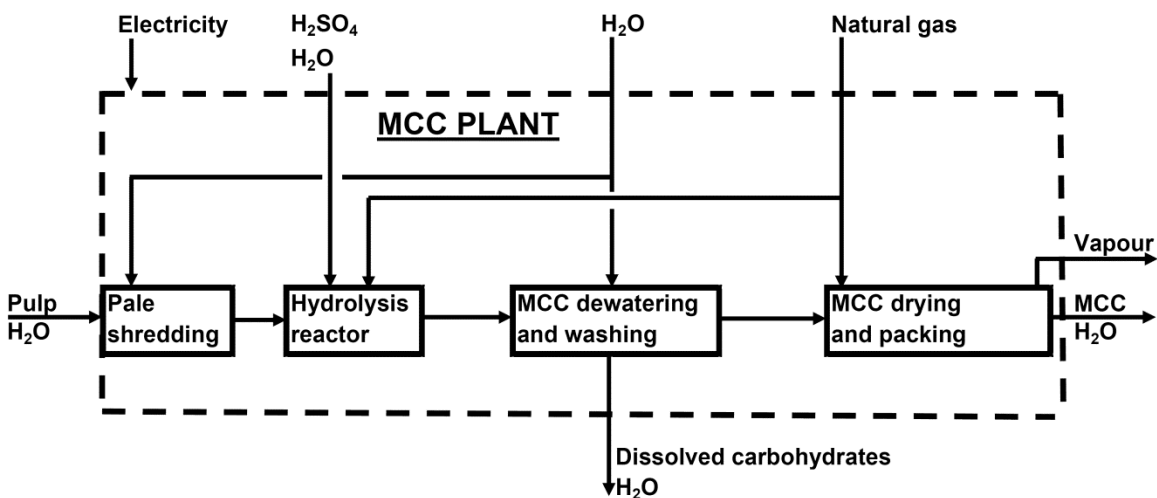 Electricity
H₂SO₄
H₂O
H₂O
Natural gas
MCC PLANT
Vapour
Pulp
H₂O
Pale
shredding
Hydrolysis
reactor
MCC dewatering
and washing
MCC drying
and packing
MCC
H₂O
Dissolved carbohydrates
H₂O